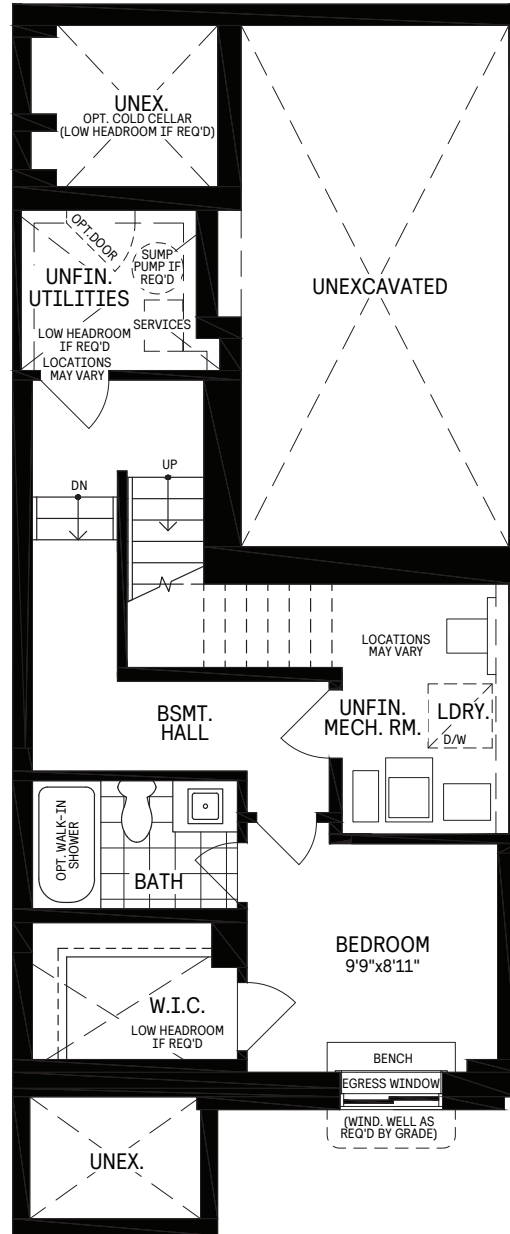 UNEX.
OPT. COLD CELLAR
(LOW HEADROOM IF REQ'D)
OPT.DOOR
SUMP
PUMP IF
REQ'D
UNFIN.
UTILITIES
SERVICES
LOW HEADROOM
IF REQ'D
LOCATIONS
MAY VARY
UNEXCAVATED
UP
DN
LOCATIONS
MAY VARY
UNFIN.
MECH. RM.
LDRY.
D/W
BSMT.
HALL
OPT. WALK-IN
SHOWER
BATH
BEDROOM
9'9"x8'11"
W.I.C.
LOW HEADROOM
IF REQ'D
BENCH
EGRESS WINDOW
(WIND. WELL AS
REQ'D BY GRADE)
UNEX.